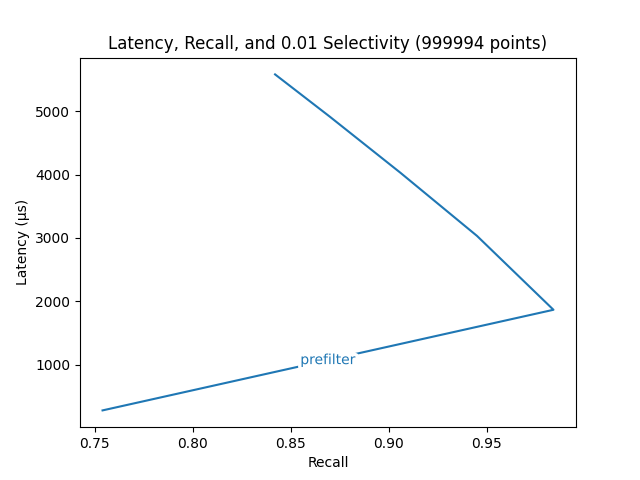 Latency, Recall, and 0.01 Selectivity (999994 points)
5000
4000
3000
2000
1000
Latency (µs)
prefilter
0.75 0.80 0.85 0.90 0.95
Recall